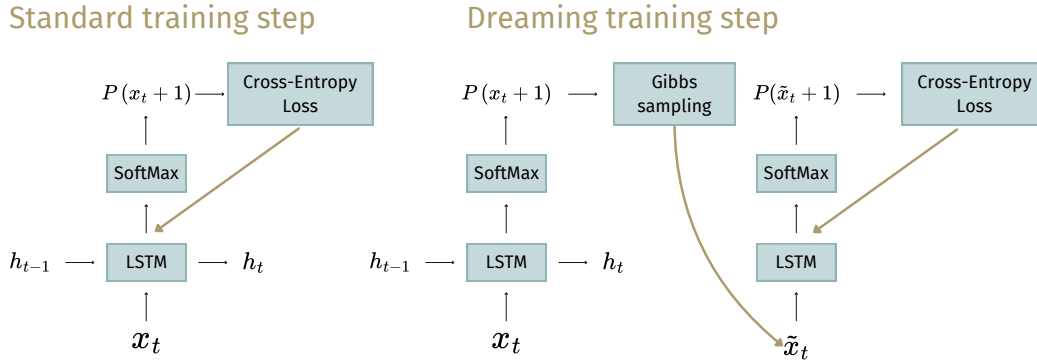 Standard training step
P (x_t + 1)
Cross-Entropy
Loss
SoftMax
h_{t−1}
LSTM
h_t
x_t
Dreaming training step
P (x_t + 1)
Gibbs
sampling
P(x̃_t + 1)
Cross-Entropy
Loss
SoftMax
SoftMax
h_{t−1}
LSTM
h_t
LSTM
x_t
x̃_t